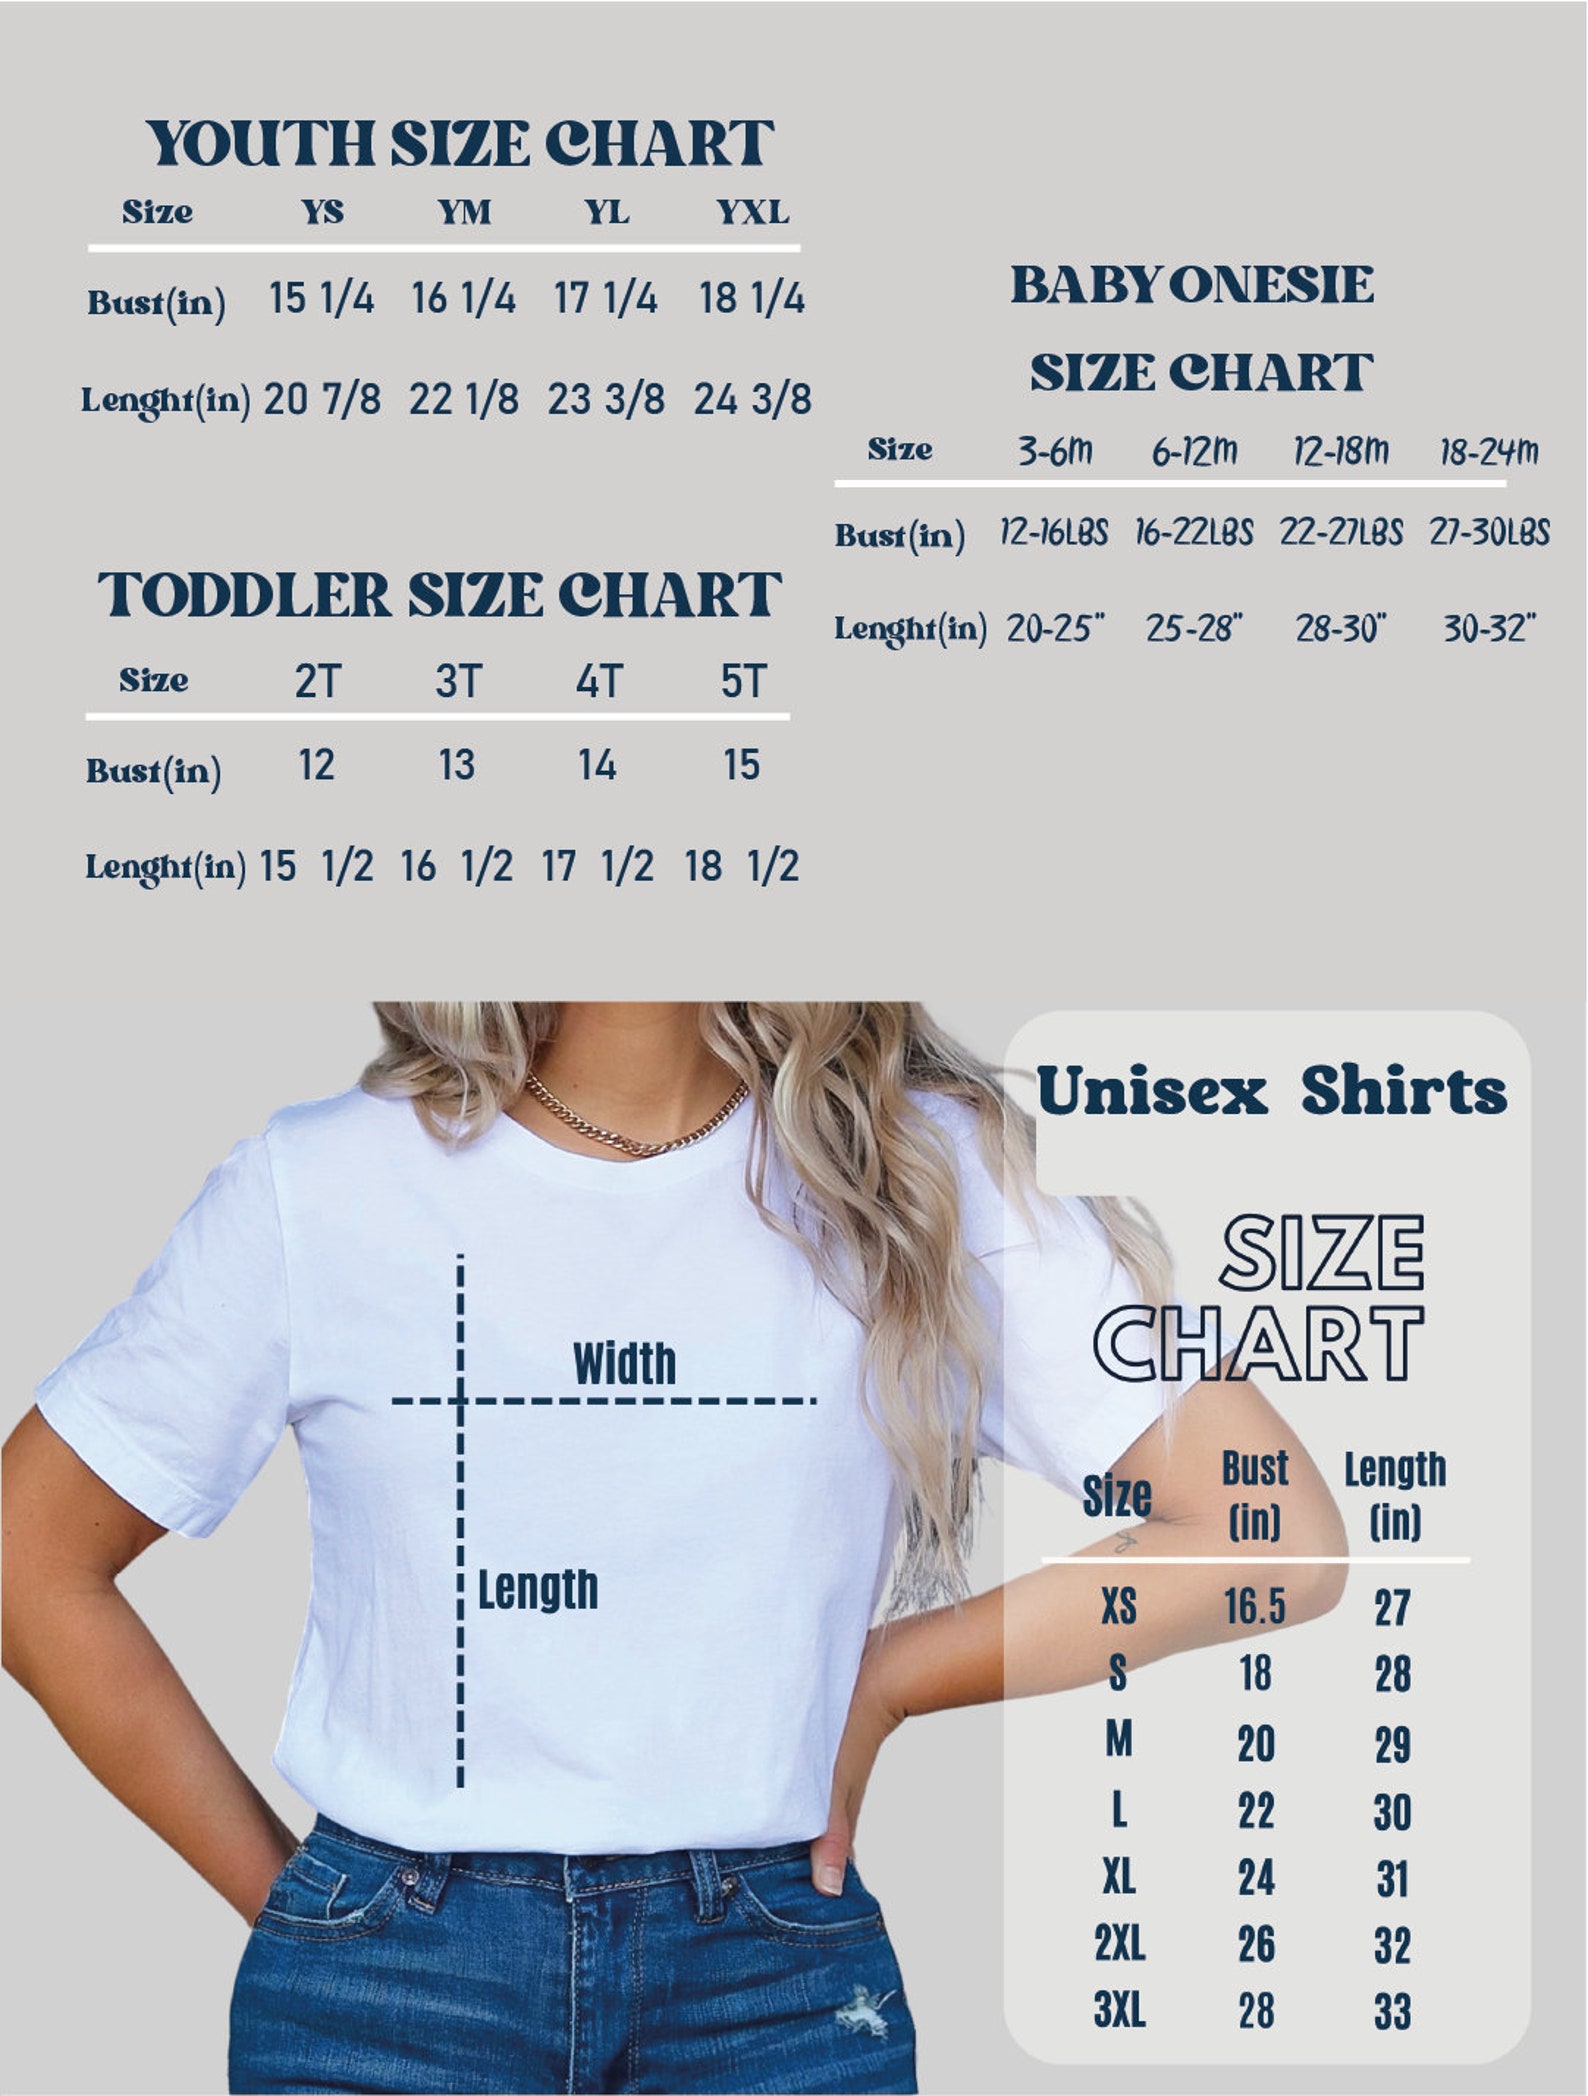 YOUTH SIZE CHART
Size YS YM YL YXL
Bust(in) 15 1/4 16 1/4 17 1/4 18 1/4
Lenght(in) 20 7/8 22 1/8 23 3/8 24 3/8
BABY ONESIE
SIZE CHART
Size 3-6M 6-12M 12-18M 18-24M
Bust(in) 12-16LBS 16-22LBS 22-27LBS 27-30LBS
Lenght(in) 20-25" 25-28" 28-30" 30-32"
TODDLER SIZE CHART
Size 2T 3T 4T 5T
Bust(in) 12 13 14 15
Lenght(in) 15 1/2 16 1/2 17 1/2 18 1/2
Width
Length
Unisex Shirts
SIZE
CHART
Size Bust (in) Length (in)
XS 16.5 27
S 18 28
M 20 29
L 22 30
XL 24 31
2XL 26 32
3XL 28 33